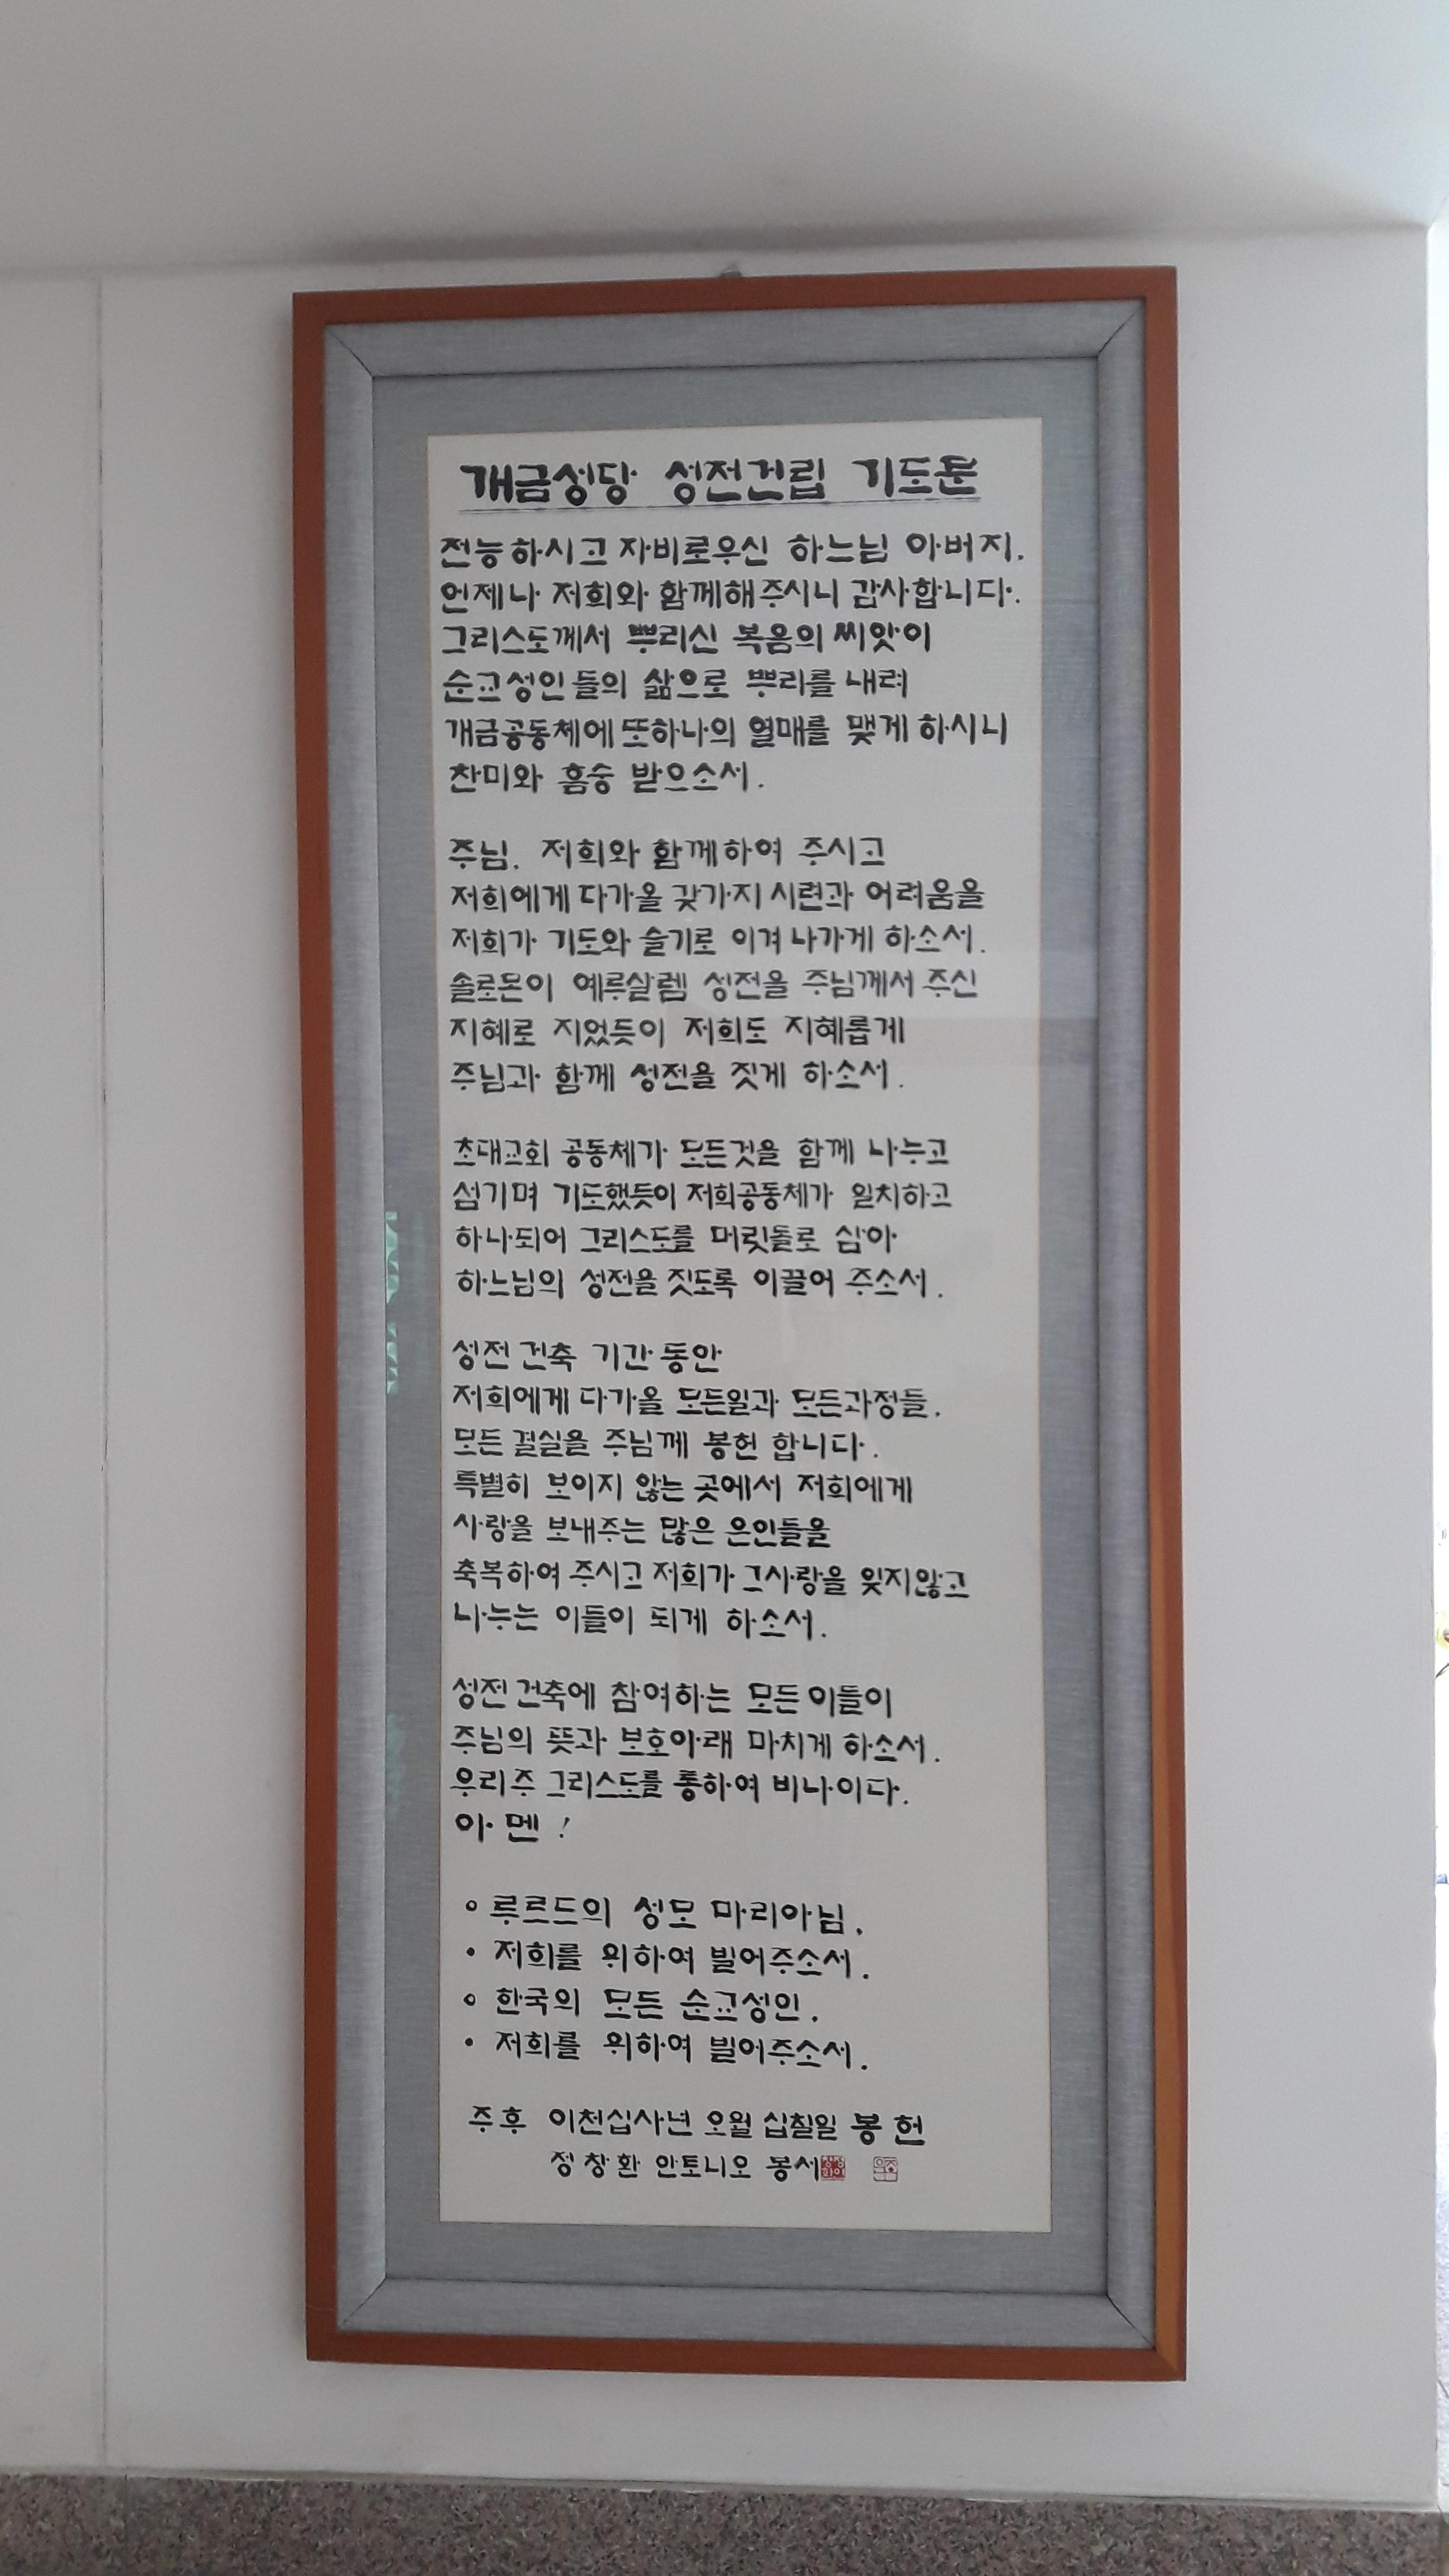 개금성당 성전건립 기도문
전능하시고 자비로우신 하느님 아버지.
언제나 저희와 함께해주시니 감사합니다.
그리스도께서 뿌리신 복음의 씨앗이
순교성인들의 삶으로 뿌리를 내려
개금공동체에 또하나의 열매를 맺게 하시니
찬미와 흠숭 받으소서.
주님. 저희와 함께하여 주시고
저희에게 다가올 갖가지 시련과 어려움을
저희가 기도와 슬기로 이겨 나가게 하소서.
솔로몬이 예루살렘 성전을 주님께서 주신
지혜로 지었듯이 저희도 지혜롭게
주님과 함께 성전을 짓게 하소서.
초대교회 공동체가 모든것을 함께 나누고
섬기며 기도했듯이 저희공동체가 일치하고
하나되어 그리스도를 머릿돌로 삼아
하느님의 성전을 짓도록 이끌어 주소서.
성전 건축 기간 동안
저희에게 다가올 모든일과 모든과정들,
모든 결실을 주님께 봉헌 합니다.
특별히 보이지 않는 곳에서 저희에게
사랑을 보내주는 많은 은인들을
축복하여 주시고 저희가 그사랑을 잊지않고
나누는 이들이 되게 하소서.
성전 건축에 참여하는 모든 이들이
주님의 뜻과 보호아래 마치게 하소서.
우리주 그리스도를 통하여 비나이다.
아멘!
○ 루르드의 성모 마리아님,
• 저희를 위하여 빌어주소서.
○ 한국의 모든 순교성인,
• 저희를 위하여 빌어주소서.
주후 이천십사년 오월 십칠일 봉헌
정창환 안토니오 봉서